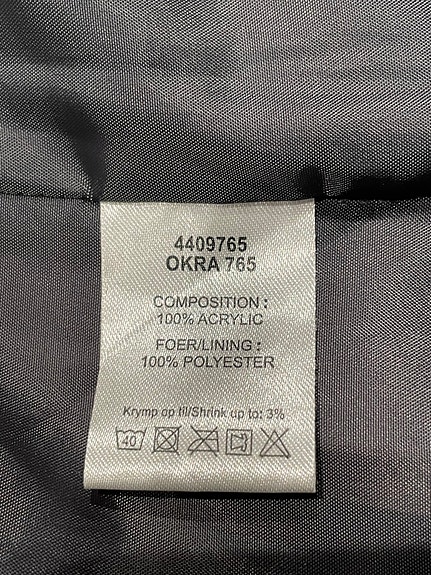 4409765
OKRA 765
COMPOSITION :
100% ACRYLIC
FOER/LINING :
100% POLYESTER
Krymp op til/Shrink up to: 3%
40